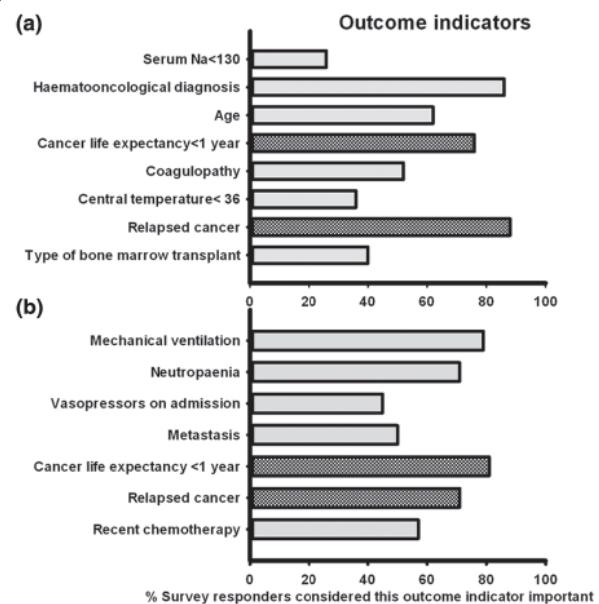 (a)
Outcome indicators
Serum Na<130
Haematooncological diagnosis
Age
Cancer life expectancy<1 year
Coagulopathy
Central temperature< 36
Relapsed cancer
Type of bone marrow transplant
0 20 40 60 80 100
(b)
Mechanical ventilation
Neutropaenia
Vasopressors on admission
Metastasis
Cancer life expectancy <1 year
Relapsed cancer
Recent chemotherapy
0 20 40 60 80 100
% Survey responders considered this outcome indicator important